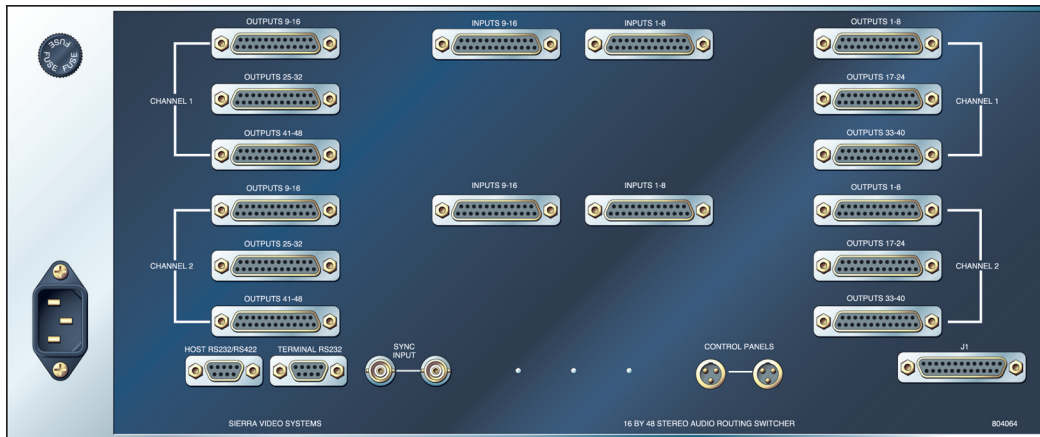 OUTPUTS 9-16
INPUTS 9-16
INPUTS 1-8
OUTPUTS 1-8
FUSE
FUSE
FUSE
OUTPUTS 25-32
OUTPUTS 17-24
CHANNEL 1
CHANNEL 1
OUTPUTS 41-48
OUTPUTS 33-40
OUTPUTS 9-16
INPUTS 9-16
INPUTS 1-8
OUTPUTS 1-8
OUTPUTS 25-32
OUTPUTS 17-24
CHANNEL 2
CHANNEL 2
OUTPUTS 41-48
OUTPUTS 33-40
HOST RS232/RS422
TERMINAL RS232
SYNC
INPUT
CONTROL PANELS
J1
SIERRA VIDEO SYSTEMS
16 BY 48 STEREO AUDIO ROUTING SWITCHER
804064